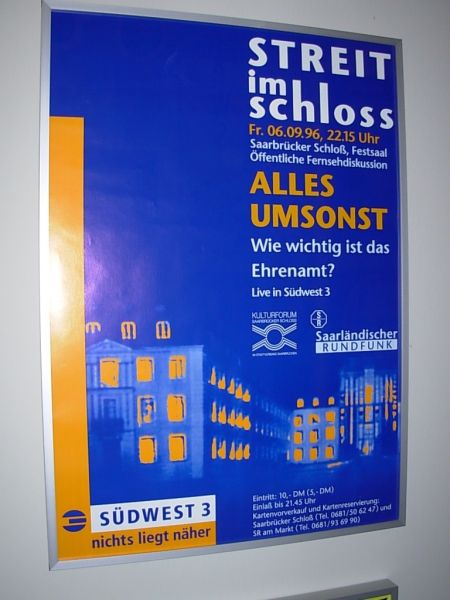 STREIT
im
schloss
Fr. 06.09.96, 22.15 Uhr
Saarbrücker Schloß, Festsaal
Öffentliche Fernsehdiskussion
ALLES
UMSONST
Wie wichtig ist das
Ehrenamt?
Live in Südwest 3
KULTURFORUM
SAARBRÜCKER SCHLOSS
SR
Saarländischer
RUNDFUNK
Eintritt: 10,- DM (5,- DM)
Einlaß bis 21.45 Uhr
Kartenvorverkauf und Kartenreservierung:
Saarbrücker Schloß (Tel. 0681/50 62 47) und
SR am Markt (Tel. 0681/93 69 90)
SÜDWEST 3
nichts liegt näher